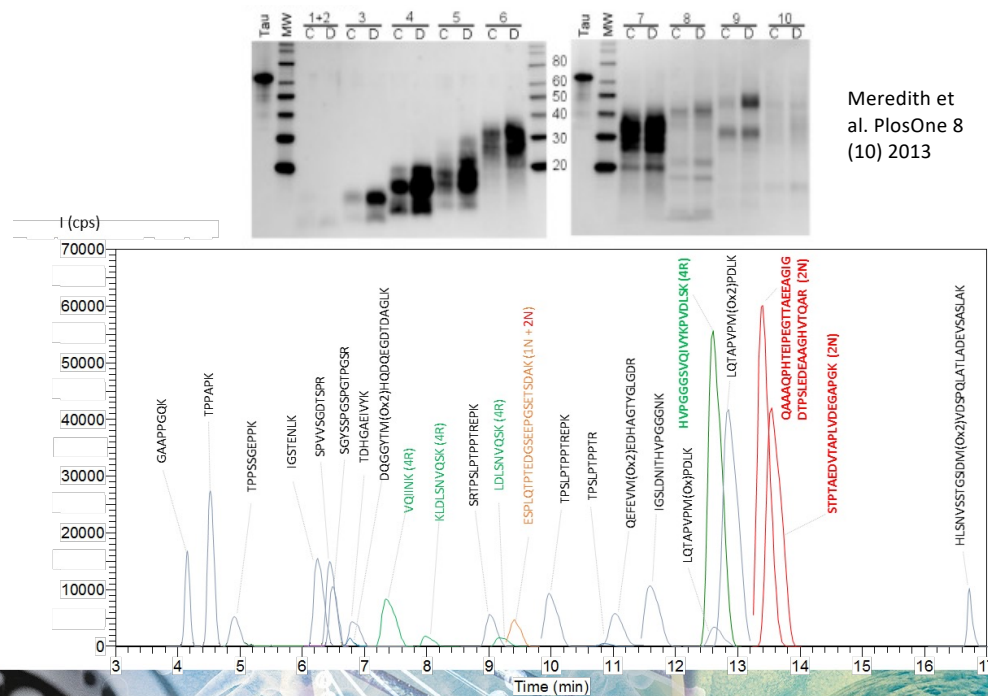 Tau MW 1+2 3 4 5 6
C D C D C D C D C D
80
60
50
40
30
20
Tau MW 7 8 9 10
C D C D C D C D
Meredith et
al. PlosOne 8
(10) 2013
I (cps)
70000
60000
50000
40000
30000
20000
10000
0
GAAPPGQK
TPPAPK
TPPSSGEPPK
IGSTENLK
SPVVSGDTSPR
SGYSSPGSPGTPGSR
TDHGAEIVYK
DQGGYTM(Ox2)HQDQEGDTDAGLK
VQIINK (4R)
KLDLSNVQSK (4R)
SRTPSLPTPPTREPK
LDLSNVQSK (4R)
ESPLQTPTEDGSEEPGSETSDAK (1N + 2N)
TPSLPTPPTREPK
TPSLPTPPTR
QEFEVM(Ox2)EDHAGTYGLGDR
IGSLDNITHVPGGGNK
LQTAPVPM(Ox)PDLK
HVPGGGSVQIVYKPVDLSK (4R)
LQTAPVPM(Ox2)PDLK
QAAAQPHTEIPEGTTAEEAGIG
DTPSLEDEAAGHVTQAR (2N)
STPTAEDVTAPLVDEGAPGK (2N)
HLSNVSSTGSIDM(Ox2)VDSPQLATLADEVSASLAK
3 4 5 6 7 8 9 10 11 12 13 14 15 16 17
Time (min)